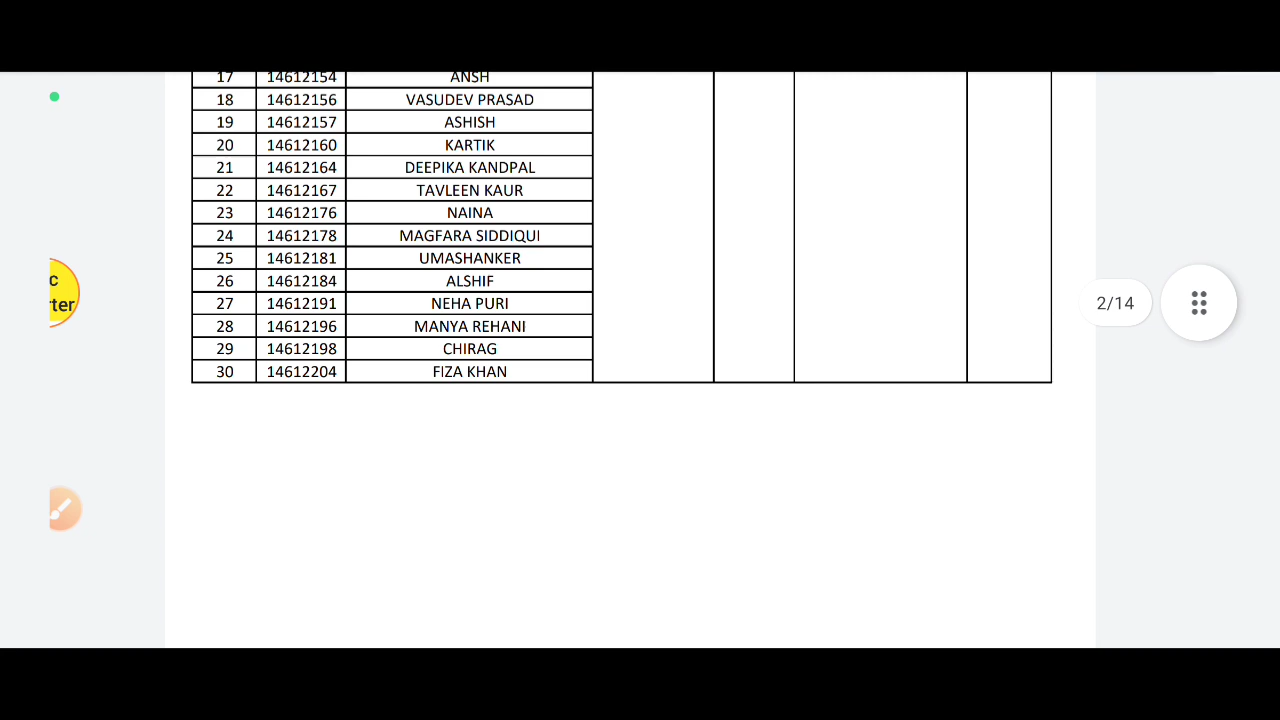 17 14612154 ANSH
18 14612156 VASUDEV PRASAD
19 14612157 ASHISH
20 14612160 KARTIK
21 14612164 DEEPIKA KANDPAL
22 14612167 TAVLEEN KAUR
23 14612176 NAINA
24 14612178 MAGFARA SIDDIQUI
25 14612181 UMASHANKER
26 14612184 ALSHIF
27 14612191 NEHA PURI
28 14612196 MANYA REHANI
29 14612198 CHIRAG
30 14612204 FIZA KHAN
2/14
c
ter